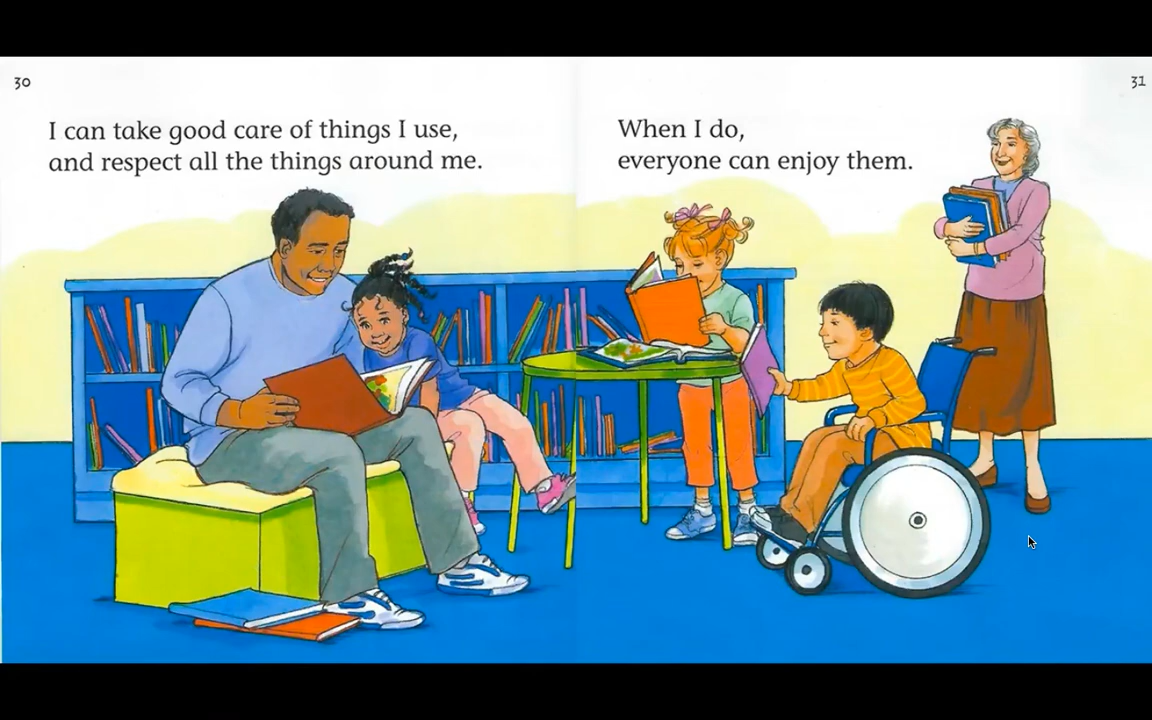 30
I can take good care of things I use,
and respect all the things around me.
31
When I do,
everyone can enjoy them.